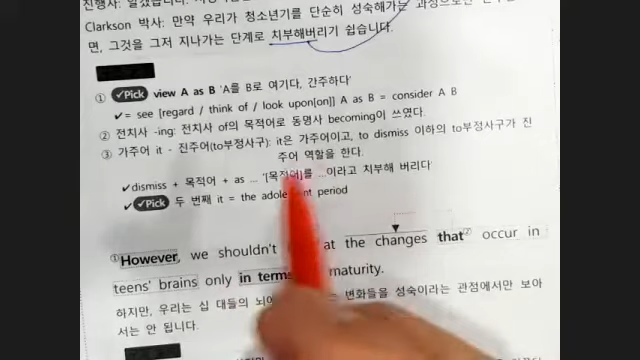 진행자:
Clarkson 박사: 만약 우리가 청소년기를 단순히 성숙해가는 과정으로만
면, 그것을 그저 지나가는 단계로 치부해버리기 쉽습니다.
① ✓Pick view A as B 'A를 B로 여기다, 간주하다'
✓= see [regard / think of / look upon[on]] A as B = consider A B
② 전치사 -ing: 전치사 of의 목적어로 동명사 becoming이 쓰였다.
③ 가주어 it - 진주어(to부정사구): it은 가주어이고, to dismiss 이하의 to부정사구가 진
주어 역할을 한다.
✓dismiss + 목적어 + as ... '[목적어]를 ...이라고 치부해 버리다'
✓Pick 두 번째 it = the adolescent period
①However, we shouldn't at the changes that② occur in
teens' brains only in terms maturity.
하지만, 우리는 십 대들의 뇌에 변화들을 성숙이라는 관점에서만 보아
서는 안 됩니다.